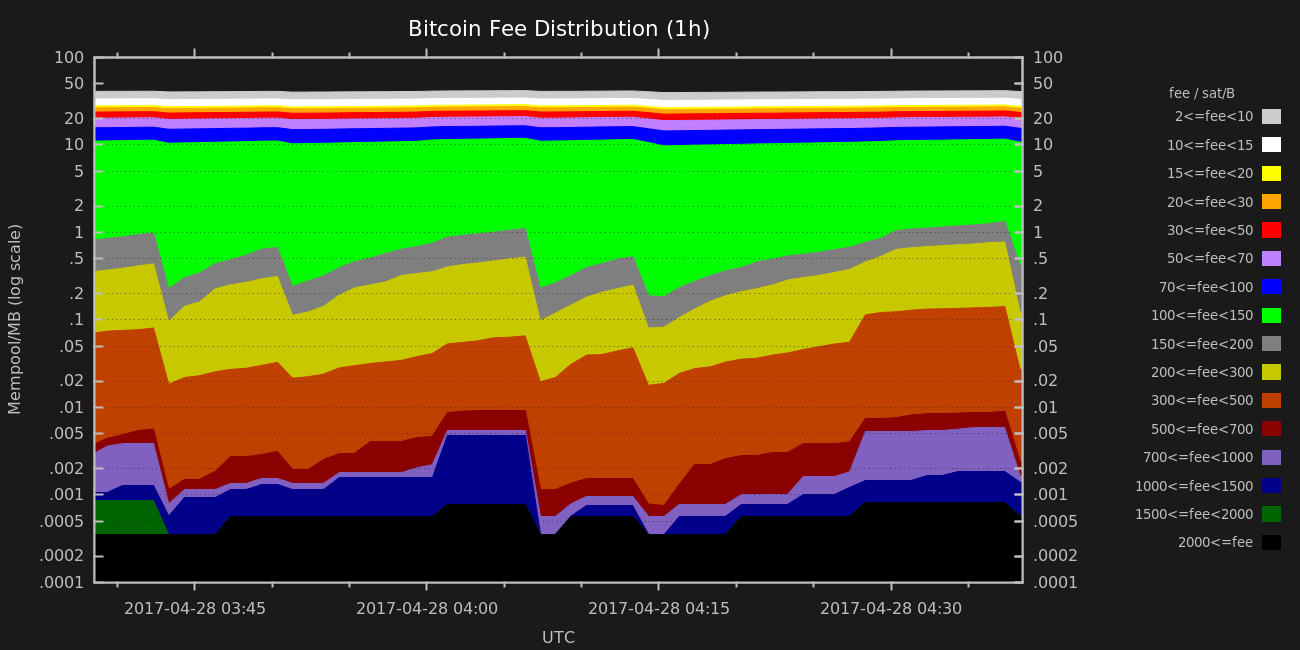 Bitcoin Fee Distribution (1h)
100
50
20
10
5
2
1
.5
.2
.1
.05
.02
.01
.005
.002
.001
.0005
.0002
.0001
Mempool/MB (log scale)
100
50
20
10
5
2
1
.5
.2
.1
.05
.02
.01
.005
.002
.001
.0005
.0002
.0001
2017-04-28 03:45
2017-04-28 04:00
2017-04-28 04:15
2017-04-28 04:30
UTC
fee / sat/B
2<=fee<10
10<=fee<15
15<=fee<20
20<=fee<30
30<=fee<50
50<=fee<70
70<=fee<100
100<=fee<150
150<=fee<200
200<=fee<300
300<=fee<500
500<=fee<700
700<=fee<1000
1000<=fee<1500
1500<=fee<2000
2000<=fee